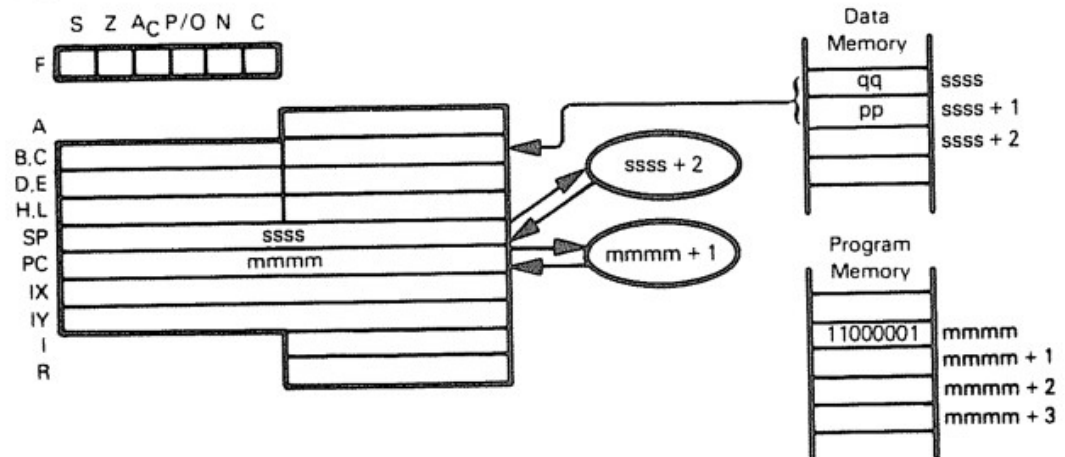 S Z AC P/O N C
F
A
B,C
D,E
H,L
SP ssss
PC mmmm
IX
IY
I
R
ssss + 2
mmmm + 1
Data
Memory
qq ssss
pp ssss + 1
ssss + 2
Program
Memory
11000001 mmmm
mmmm + 1
mmmm + 2
mmmm + 3